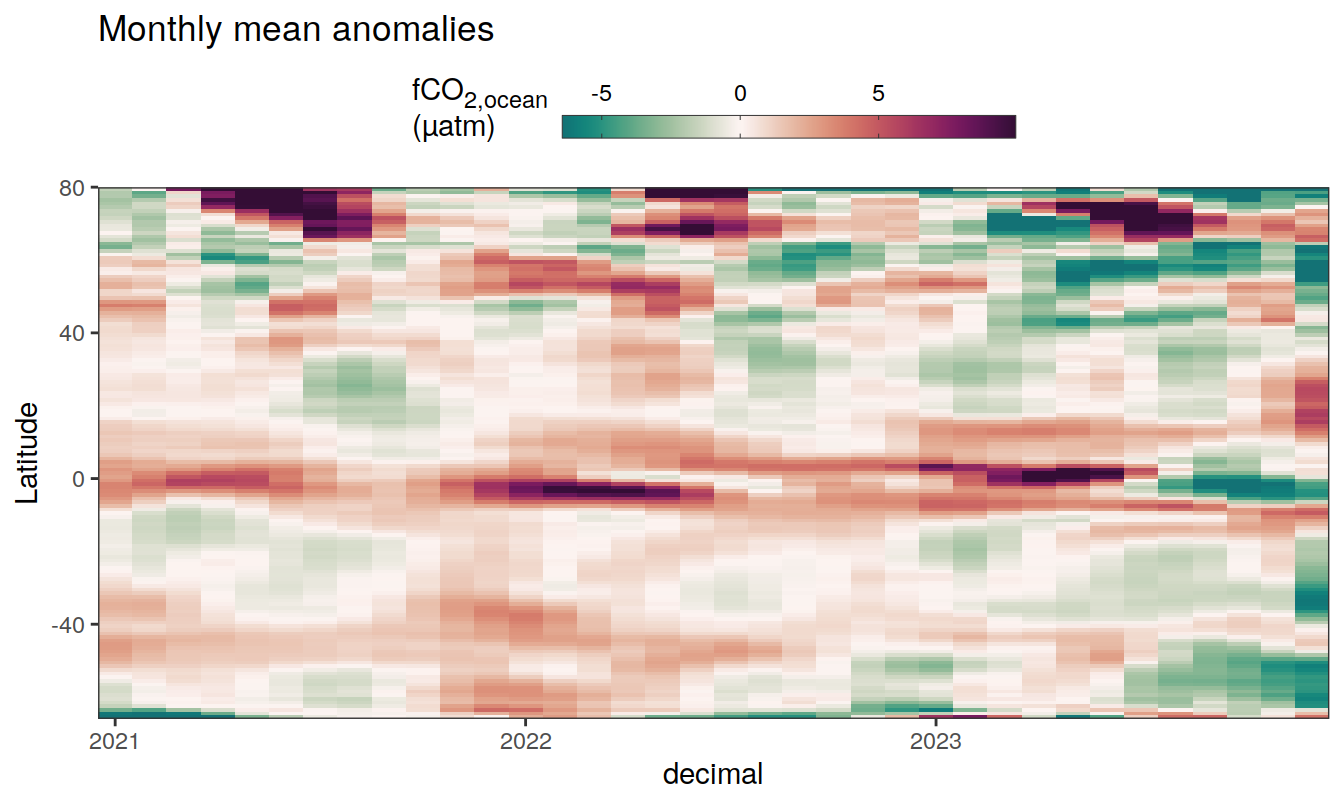 Monthly mean anomalies
fCO2,ocean
(µatm)
-5 0 5
Latitude
80
40
0
-40
2021 2022 2023
decimal